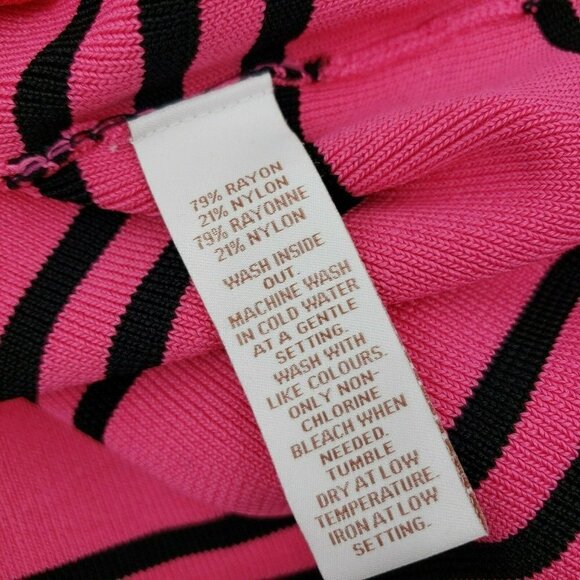 79% RAYON
21% NYLON
79% RAYONNE
21% NYLON
WASH INSIDE
OUT.
MACHINE WASH
IN COLD WATER
AT A GENTLE
SETTING.
WASH WITH
LIKE COLOURS.
ONLY NON-
CHLORINE
BLEACH WHEN
NEEDED.
TUMBLE
DRY AT LOW
TEMPERATURE.
IRON AT LOW
SETTING.